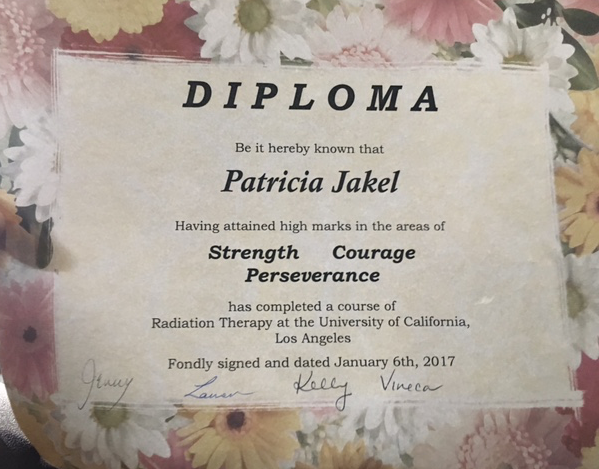 DIPLOMA
Be it hereby known that
Patricia Jakel
Having attained high marks in the areas of
Strength Courage
Perseverance
has completed a course of
Radiation Therapy at the University of California,
Los Angeles
Fondly signed and dated January 6th, 2017
Jenny Lauren Kelly Vineca